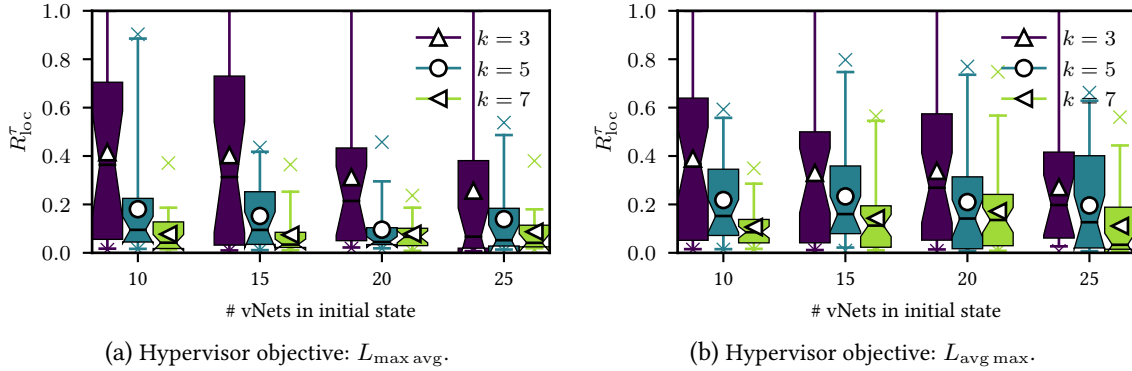 1.0
0.8
0.6
0.4
0.2
0.0
R^τ_loc
k = 3
k = 5
k = 7
10 15 20 25
# vNets in initial state
(a) Hypervisor objective: L_max avg.
1.0
0.8
0.6
0.4
0.2
0.0
R^τ_loc
k = 3
k = 5
k = 7
10 15 20 25
# vNets in initial state
(b) Hypervisor objective: L_avg max.